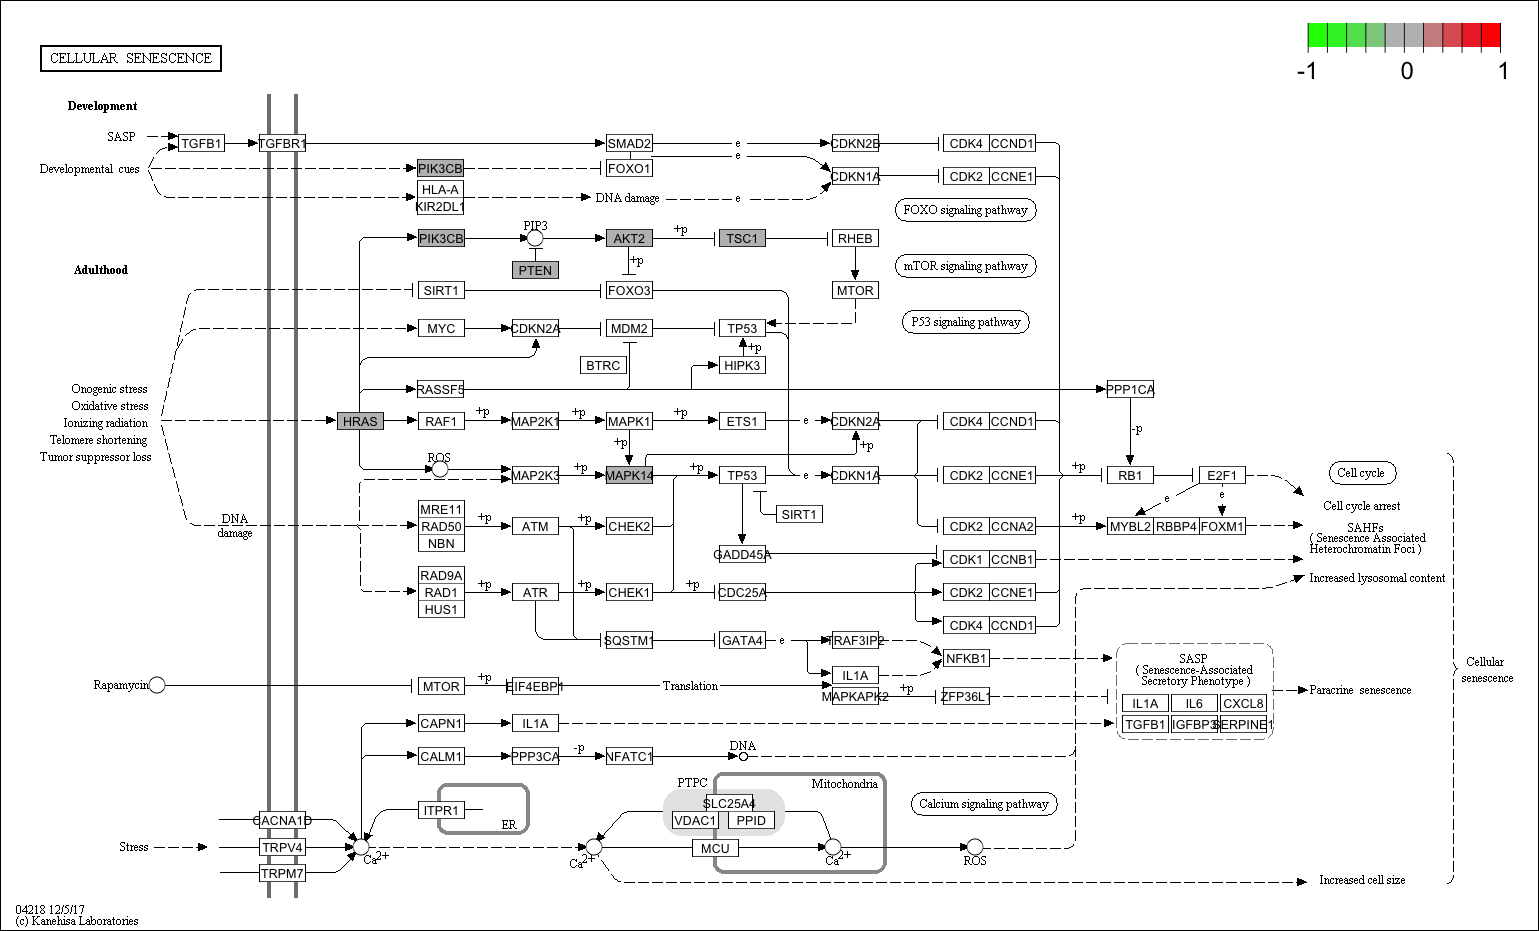 -1 0 1
CELLULAR SENESCENCE
Development
SASP
TGFB1
TGFBR1
SMAD2
e
CDKN2B
CDK4 CCND1
e
Developmental cues
PIK3CB
FOXO1
CDKN1A
CDK2 CCNE1
HLA-A
KIR2DL1
DNA damage
e
FOXO signaling pathway
PIP3
PIK3CB
AKT2
+p
TSC1
RHEB
PTEN
+p
mTOR signaling pathway
Adulthood
SIRT1
FOXO3
MTOR
MYC
CDKN2A
MDM2
TP53
P53 signaling pathway
+p
BTRC
HIPK3
Onogenic stress
Oxidative stress
Ionizing radiation
Telomere shortening
Tumor suppressor loss
RASSF5
PPP1CA
HRAS
RAF1
+p
MAP2K1
+p
MAPK1
+p
ETS1
e
CDKN2A
CDK4 CCND1
-p
+p
+p
ROS
MAP2K3
+p
MAPK14
+p
TP53
e
CDKN1A
CDK2 CCNE1
+p
RB1
E2F1
Cell cycle
e
e
Cell cycle arrest
SIRT1
DNA
damage
MRE11
RAD50
NBN
+p
ATM
+p
CHEK2
CDK2 CCNA2
+p
MYBL2 RBBP4 FOXM1
SAHFs
( Senescence Associated
Heterochromatin Foci )
GADD45A
CDK1 CCNB1
Increased lysosomal content
RAD9A
RAD1
HUS1
+p
ATR
+p
CHEK1
+p
CDC25A
CDK2 CCNE1
CDK4 CCND1
SQSTM1
GATA4
e
TRAF3IP2
NFKB1
IL1A
SASP
( Senescence-Associated
Secretory Phenotype )
IL1A IL6 CXCL8
TGFB1 IGFBP3 SERPINE1
Cellular
senescence
Paracrine senescence
Rapamycin
MTOR
+p
EIF4EBP1
Translation
MAPKAPK2
+p
ZFP36L1
CAPN1
IL1A
CALM1
PPP3CA
-p
NFATC1
DNA
PTPC
Mitochondria
SLC25A4
VDAC1 PPID
MCU
Calcium signaling pathway
ITPR1
ER
CACNA1D
Stress
TRPV4
TRPM7
Ca2+
Ca2+
Ca2+
ROS
Increased cell size
04218 12/5/17
(c) Kanehisa Laboratories